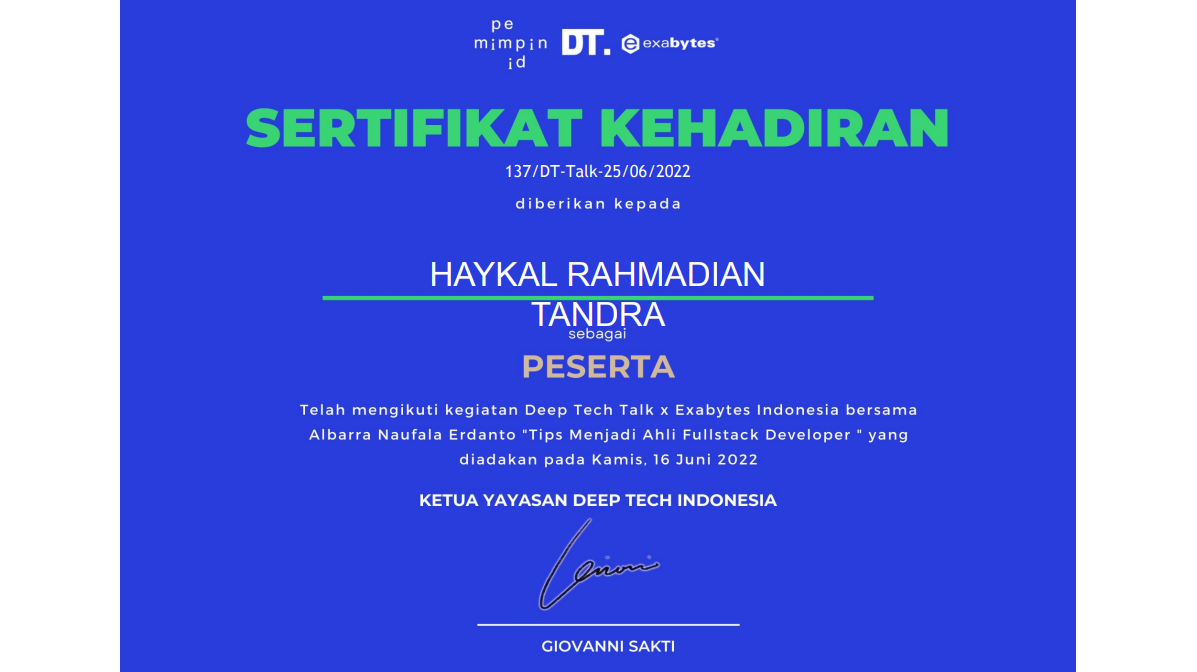 pe
mimpin
id
DT.
exabytes®
SERTIFIKAT KEHADIRAN
137/DT-Talk-25/06/2022
diberikan kepada
HAYKAL RAHMADIAN
TANDRA
sebagai
PESERTA
Telah mengikuti kegiatan Deep Tech Talk x Exabytes Indonesia bersama
Albarra Naufala Erdanto "Tips Menjadi Ahli Fullstack Developer " yang
diadakan pada Kamis, 16 Juni 2022
KETUA YAYASAN DEEP TECH INDONESIA
GIOVANNI SAKTI